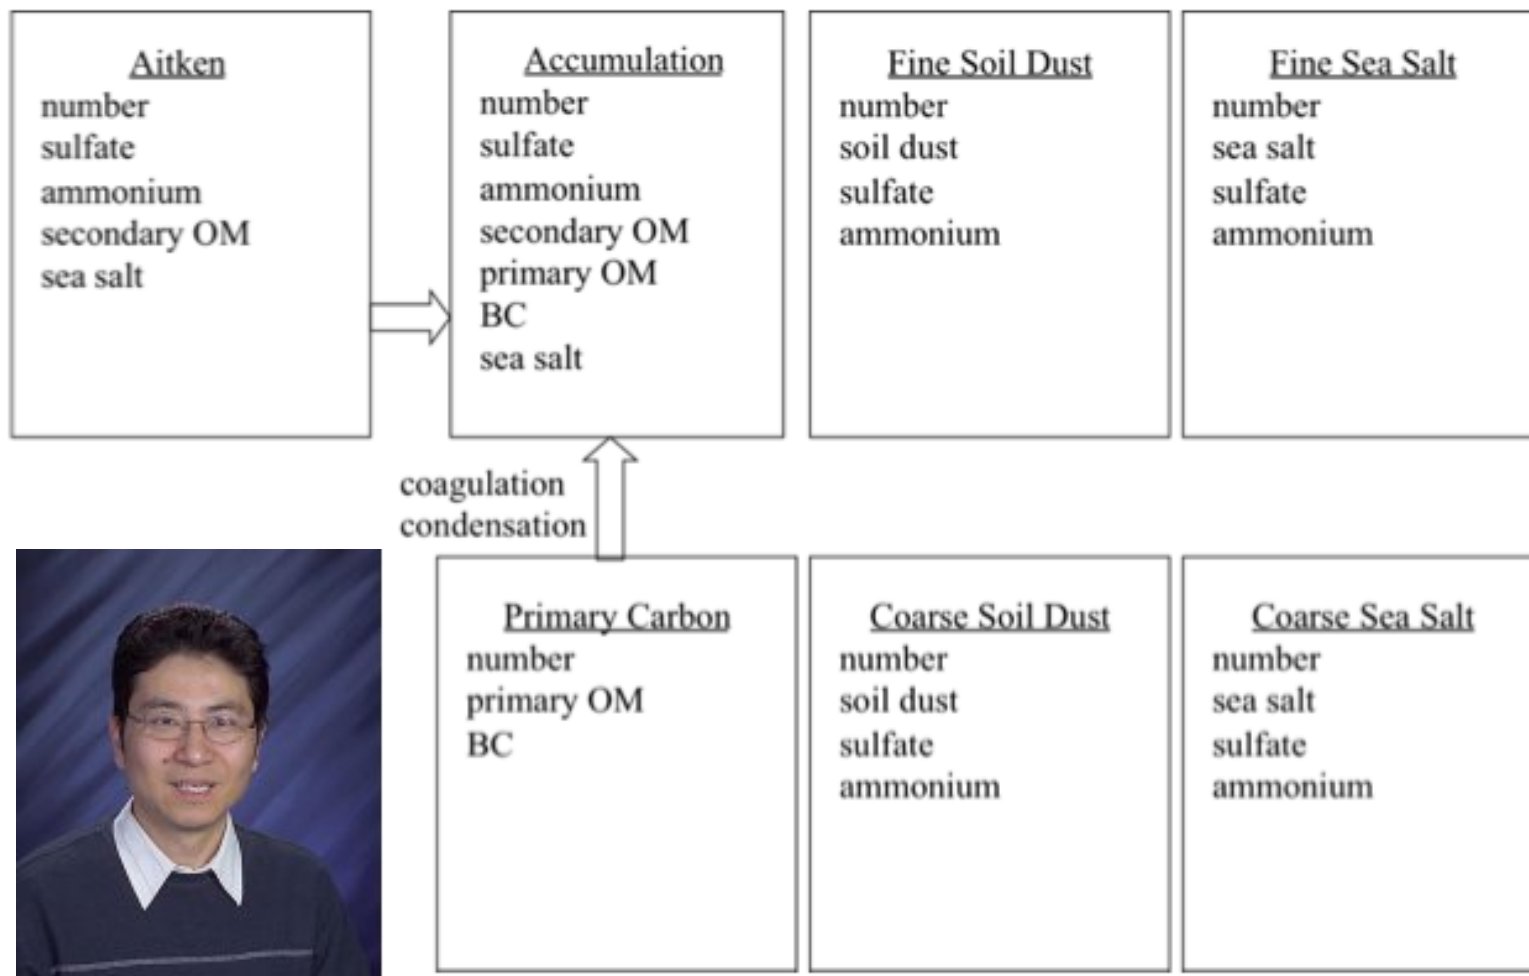 Aitken
number
sulfate
ammonium
secondary OM
sea salt
Accumulation
number
sulfate
ammonium
secondary OM
primary OM
BC
sea salt
Fine Soil Dust
number
soil dust
sulfate
ammonium
Fine Sea Salt
number
sea salt
sulfate
ammonium
coagulation
condensation
Primary Carbon
number
primary OM
BC
Coarse Soil Dust
number
soil dust
sulfate
ammonium
Coarse Sea Salt
number
sea salt
sulfate
ammonium